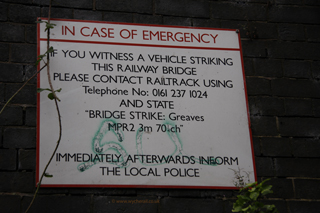 IN CASE OF EMERGENCY
IF YOU WITNESS A VEHICLE STRIKING
THIS RAILWAY BRIDGE
PLEASE CONTACT RAILTRACK USING
Telephone No: 0161 237 1024
AND STATE
"BRIDGE STRIKE: Greaves
MPR2 3m 70 ch"
IMMEDIATELY AFTERWARDS INFORM
THE LOCAL POLICE